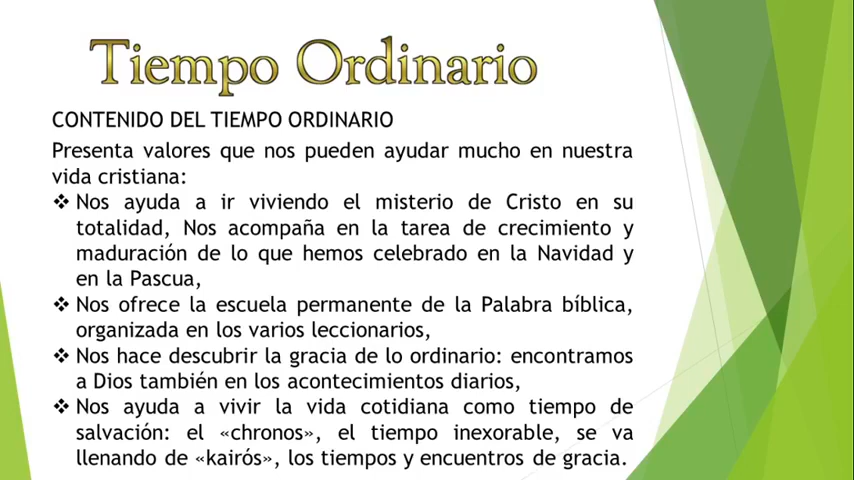 Tiempo Ordinario
CONTENIDO DEL TIEMPO ORDINARIO
Presenta valores que nos pueden ayudar mucho en nuestra
vida cristiana:
❖ Nos ayuda a ir viviendo el misterio de Cristo en su
totalidad, Nos acompaña en la tarea de crecimiento y
maduración de lo que hemos celebrado en la Navidad y
en la Pascua,
❖ Nos ofrece la escuela permanente de la Palabra bíblica,
organizada en los varios leccionarios,
❖ Nos hace descubrir la gracia de lo ordinario: encontramos
a Dios también en los acontecimientos diarios,
❖ Nos ayuda a vivir la vida cotidiana como tiempo de
salvación: el «chronos», el tiempo inexorable, se va
llenando de «kairós», los tiempos y encuentros de gracia.